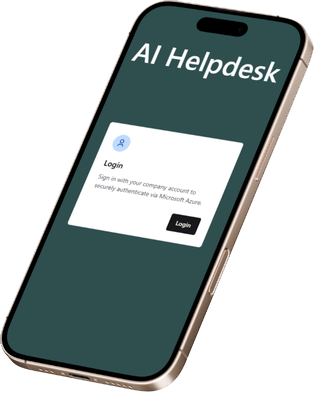 AI Helpdesk
Login
Sign in with your company account to
securely authenticate via Microsoft Azure.
Login